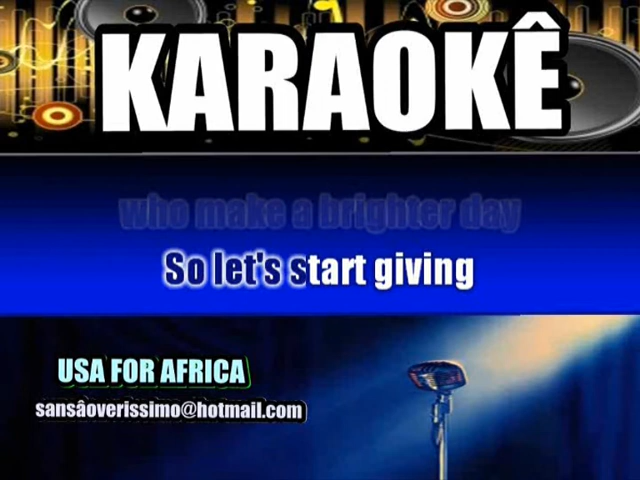 KARAOKÊ
who make a brighter day
So let's start giving
USA FOR AFRICA
sansâoverissimo@hotmail.com